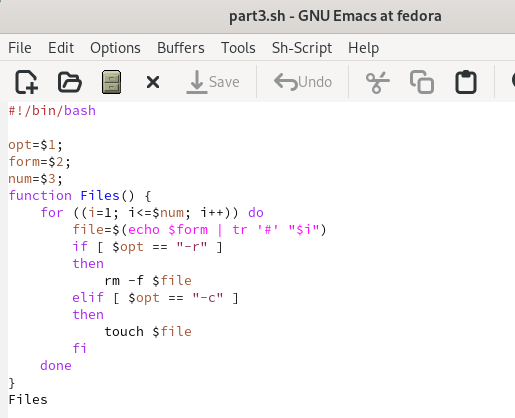 part3.sh - GNU Emacs at fedora
File Edit Options Buffers Tools Sh-Script Help
Save Undo
#!/bin/bash

opt=$1;
form=$2;
num=$3;
function Files() {
    for ((i=1; i<=$num; i++)) do
        file=$(echo $form | tr '#' "$i")
        if [ $opt == "-r" ]
        then
            rm -f $file
        elif [ $opt == "-c" ]
        then
            touch $file
        fi
    done
}
Files